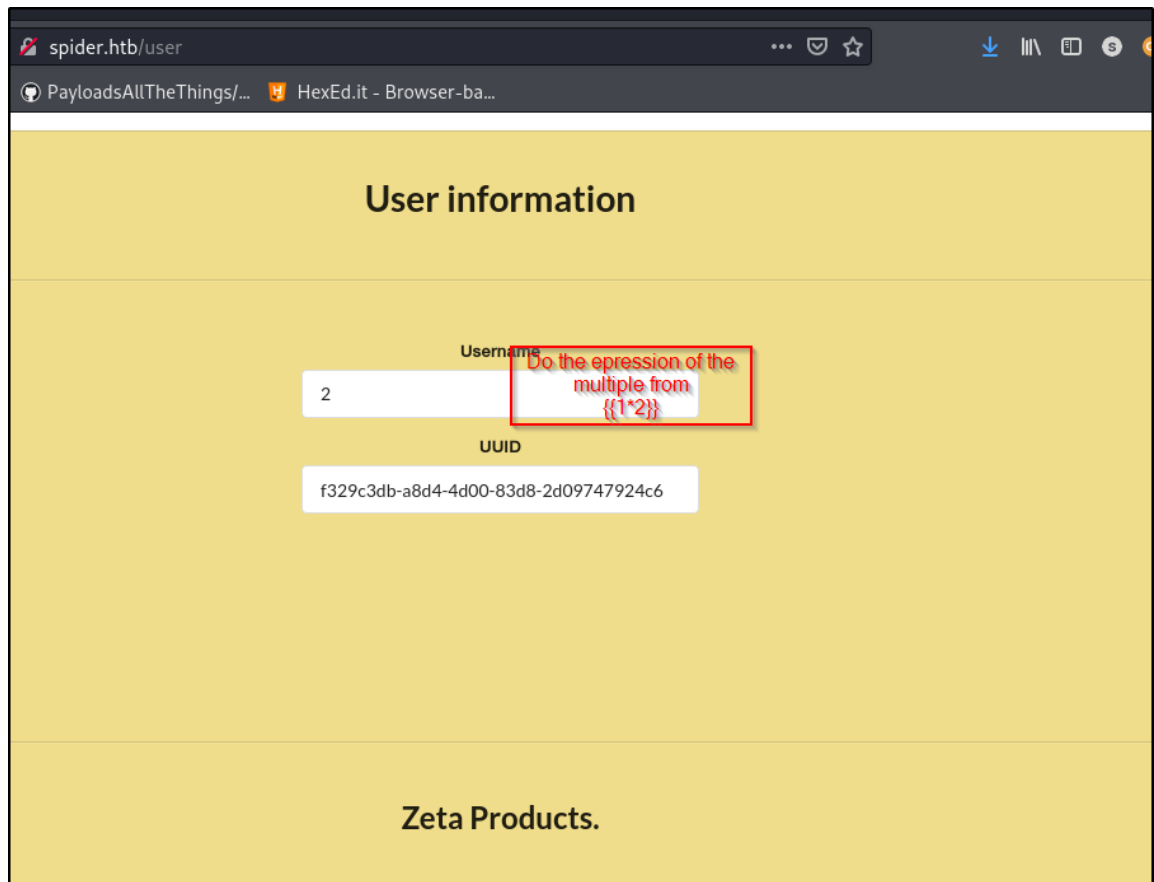 spider.htb/user
PayloadsAllTheThings/... HexEd.it - Browser-ba...
User information
Username
Do the epression of the
multiple from
{{1*2}}
2
UUID
f329c3db-a8d4-4d00-83d8-2d09747924c6
Zeta Products.